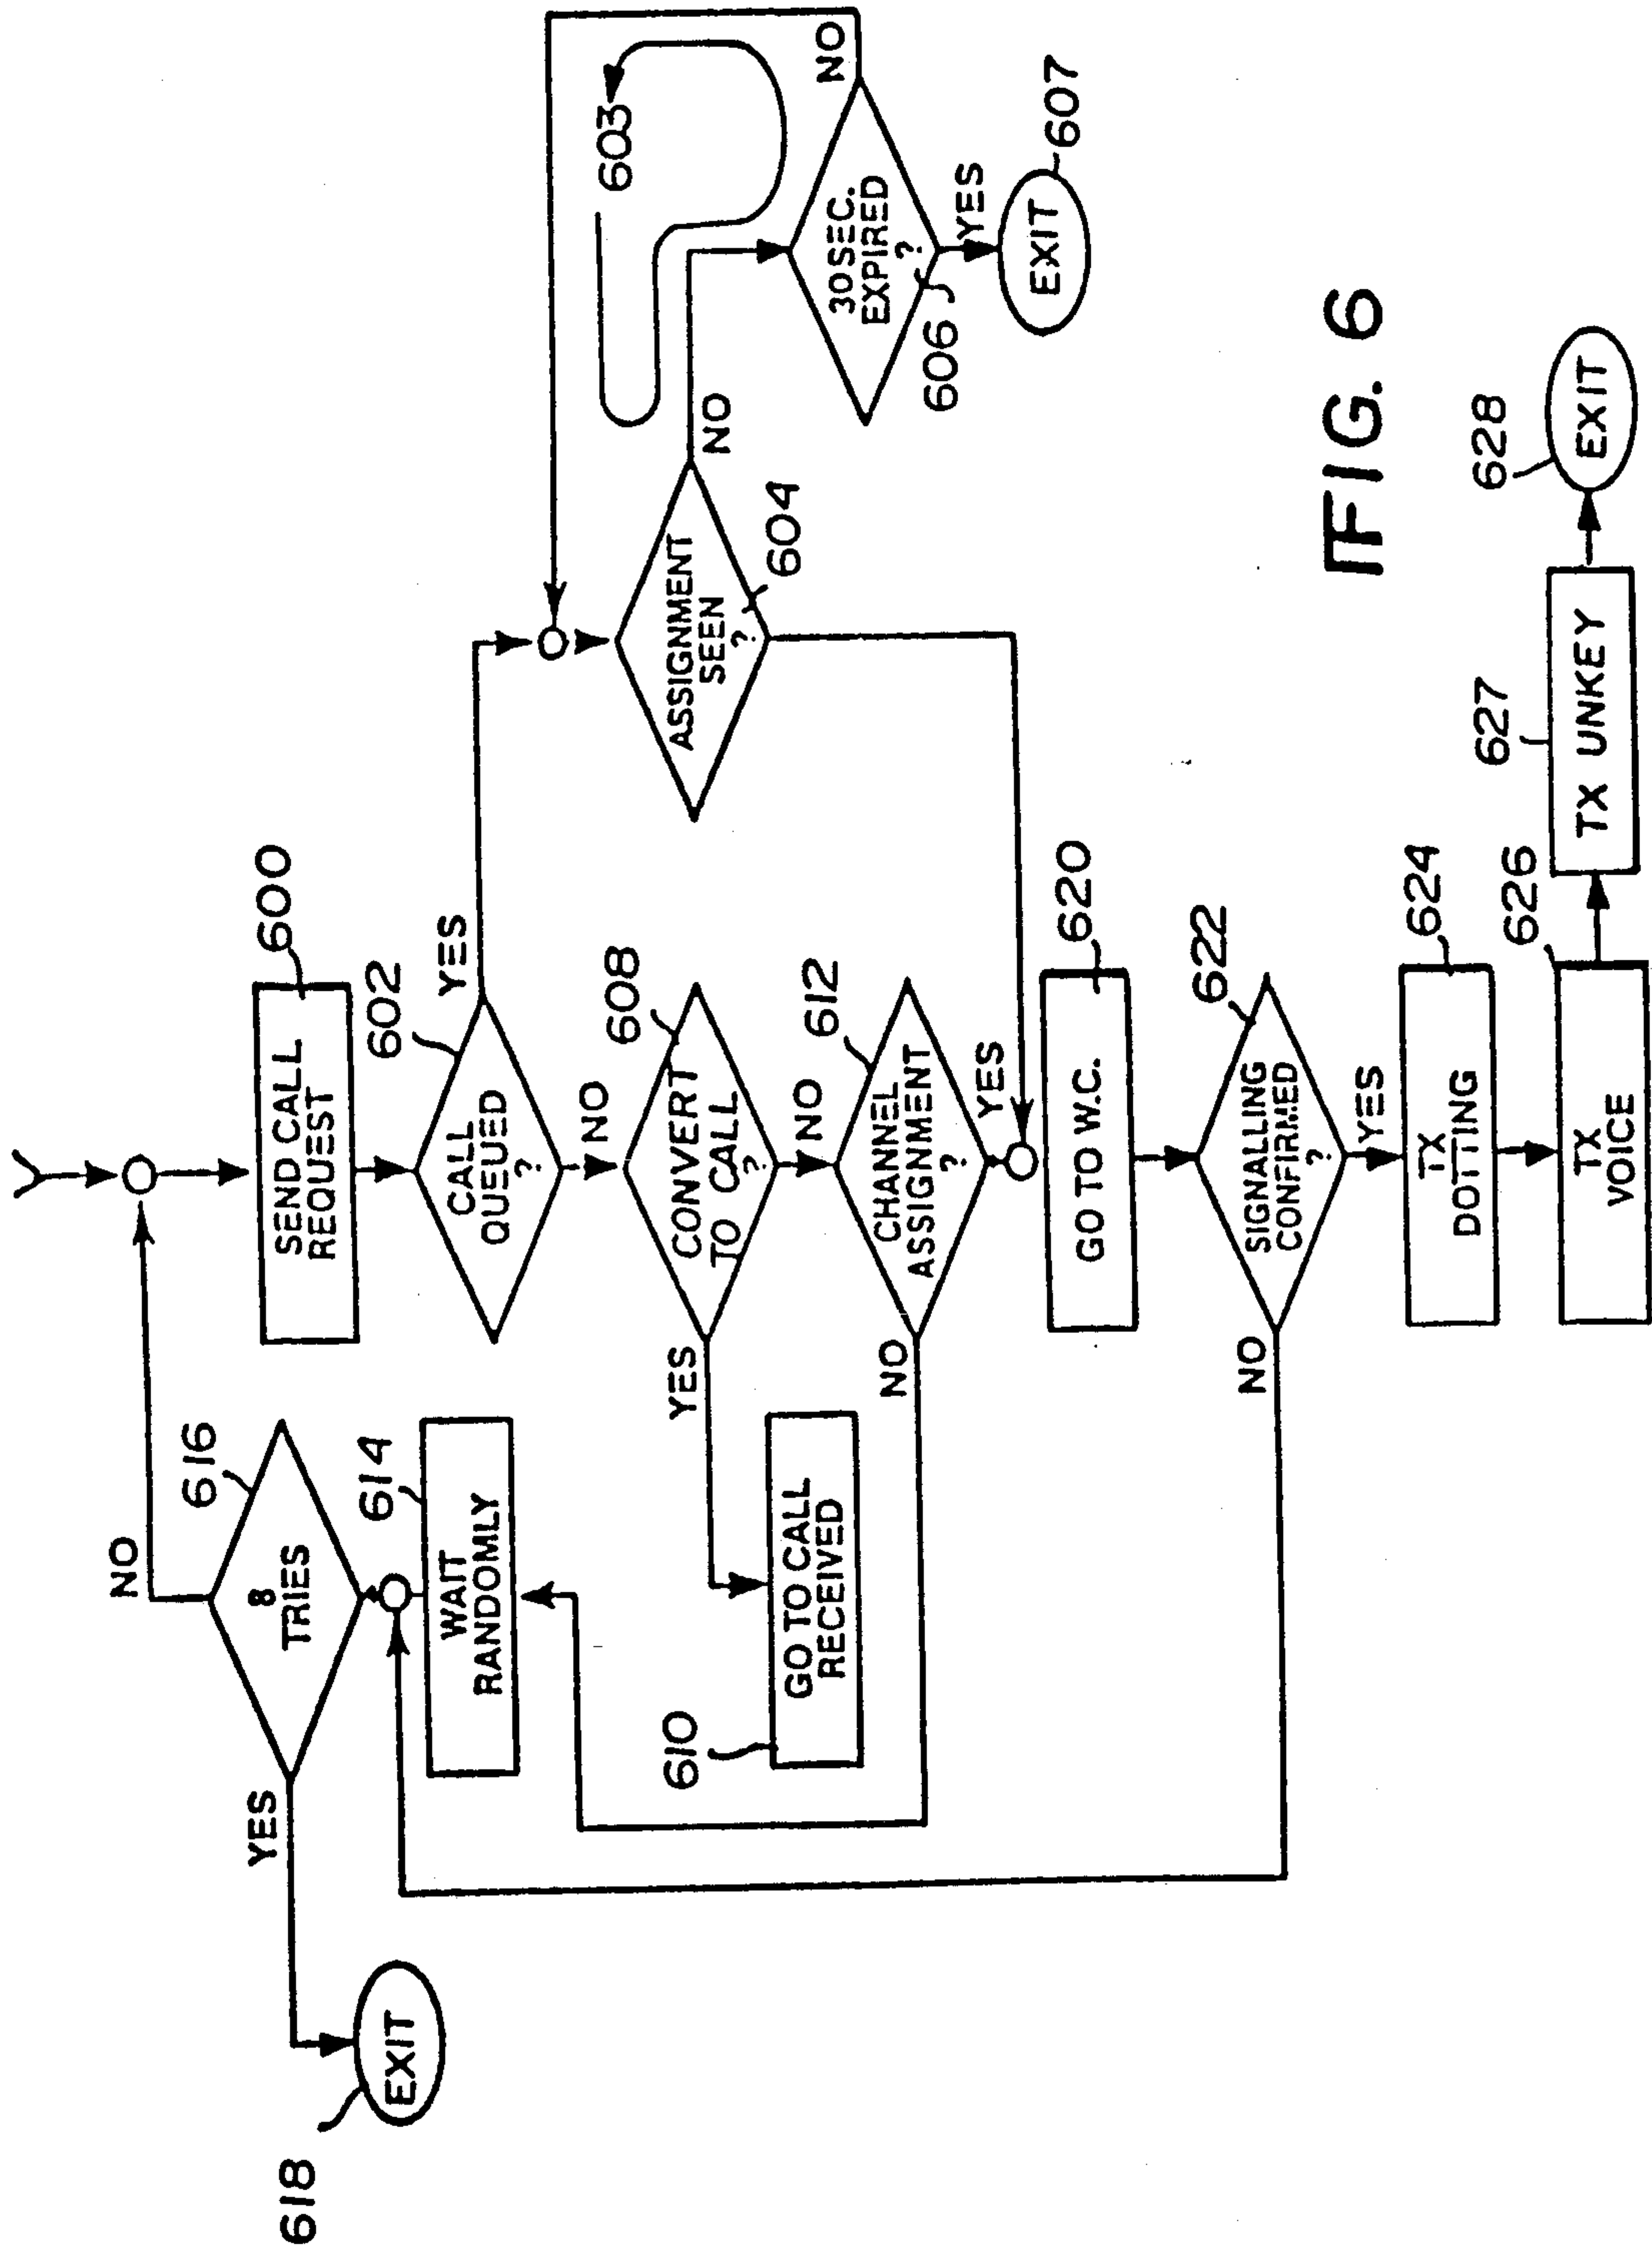 600
SEND CALL
REQUEST
602
CALL
QUEUED
?
YES
NO
603
ASSIGNMENT
SEEN
?
604
NO
30SEC.
EXPIRED
?
606
NO
YES
EXIT
607
608
CONVERT
TO CALL
?
YES
NO
GO TO CALL
RECEIVED
610
612
CHANNEL
ASSIGNMENT
?
NO
YES
WAIT
RANDOMLY
614
8
TRIES
616
NO
YES
EXIT
618
GO TO W.C.
620
SIGNALLING
CONFIRMED
?
622
NO
YES
TX
DOTTING
624
TX
VOICE
626
TX UNKEY
627
EXIT
628
FIG. 6